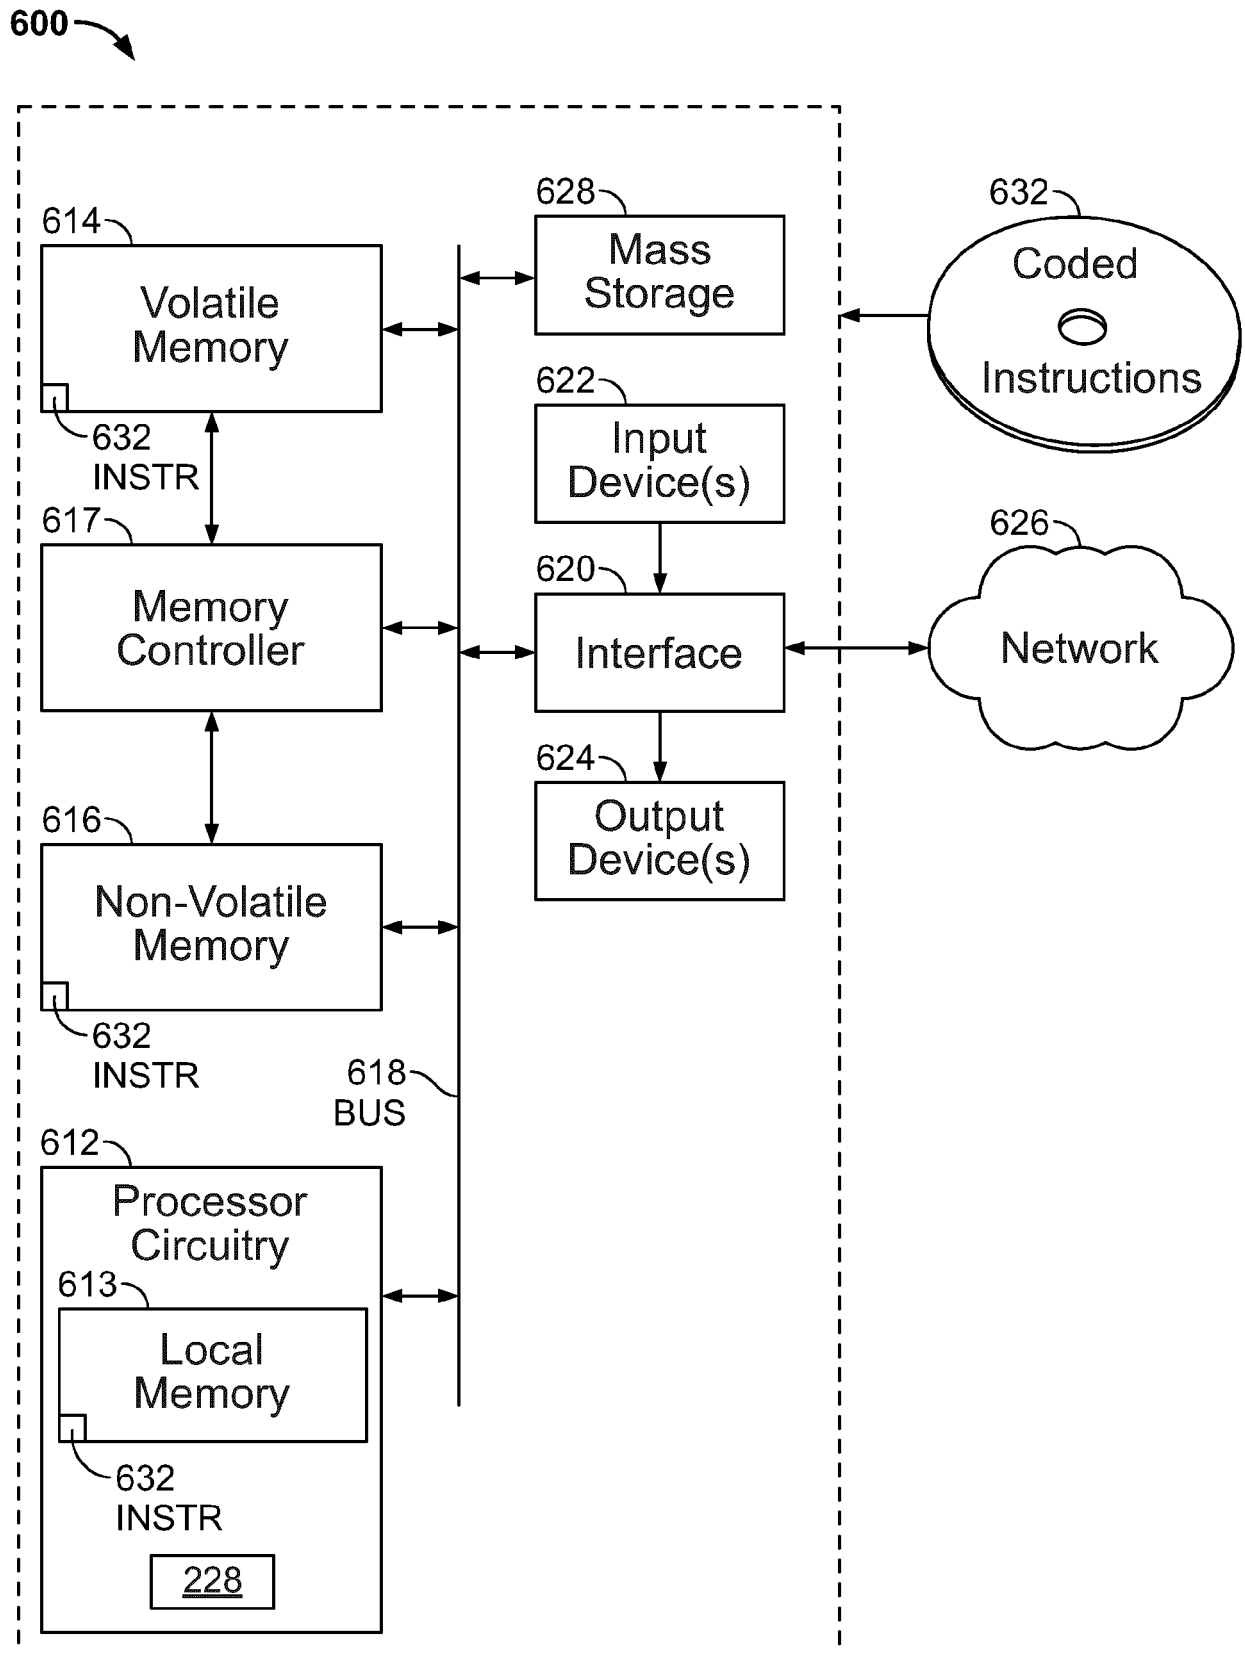 600
614
Volatile
Memory
632
INSTR
617
Memory
Controller
616
Non-Volatile
Memory
632
INSTR
618
BUS
612
Processor
Circuitry
613
Local
Memory
632
INSTR
228
628
Mass
Storage
622
Input
Device(s)
620
Interface
624
Output
Device(s)
632
Coded
Instructions
626
Network